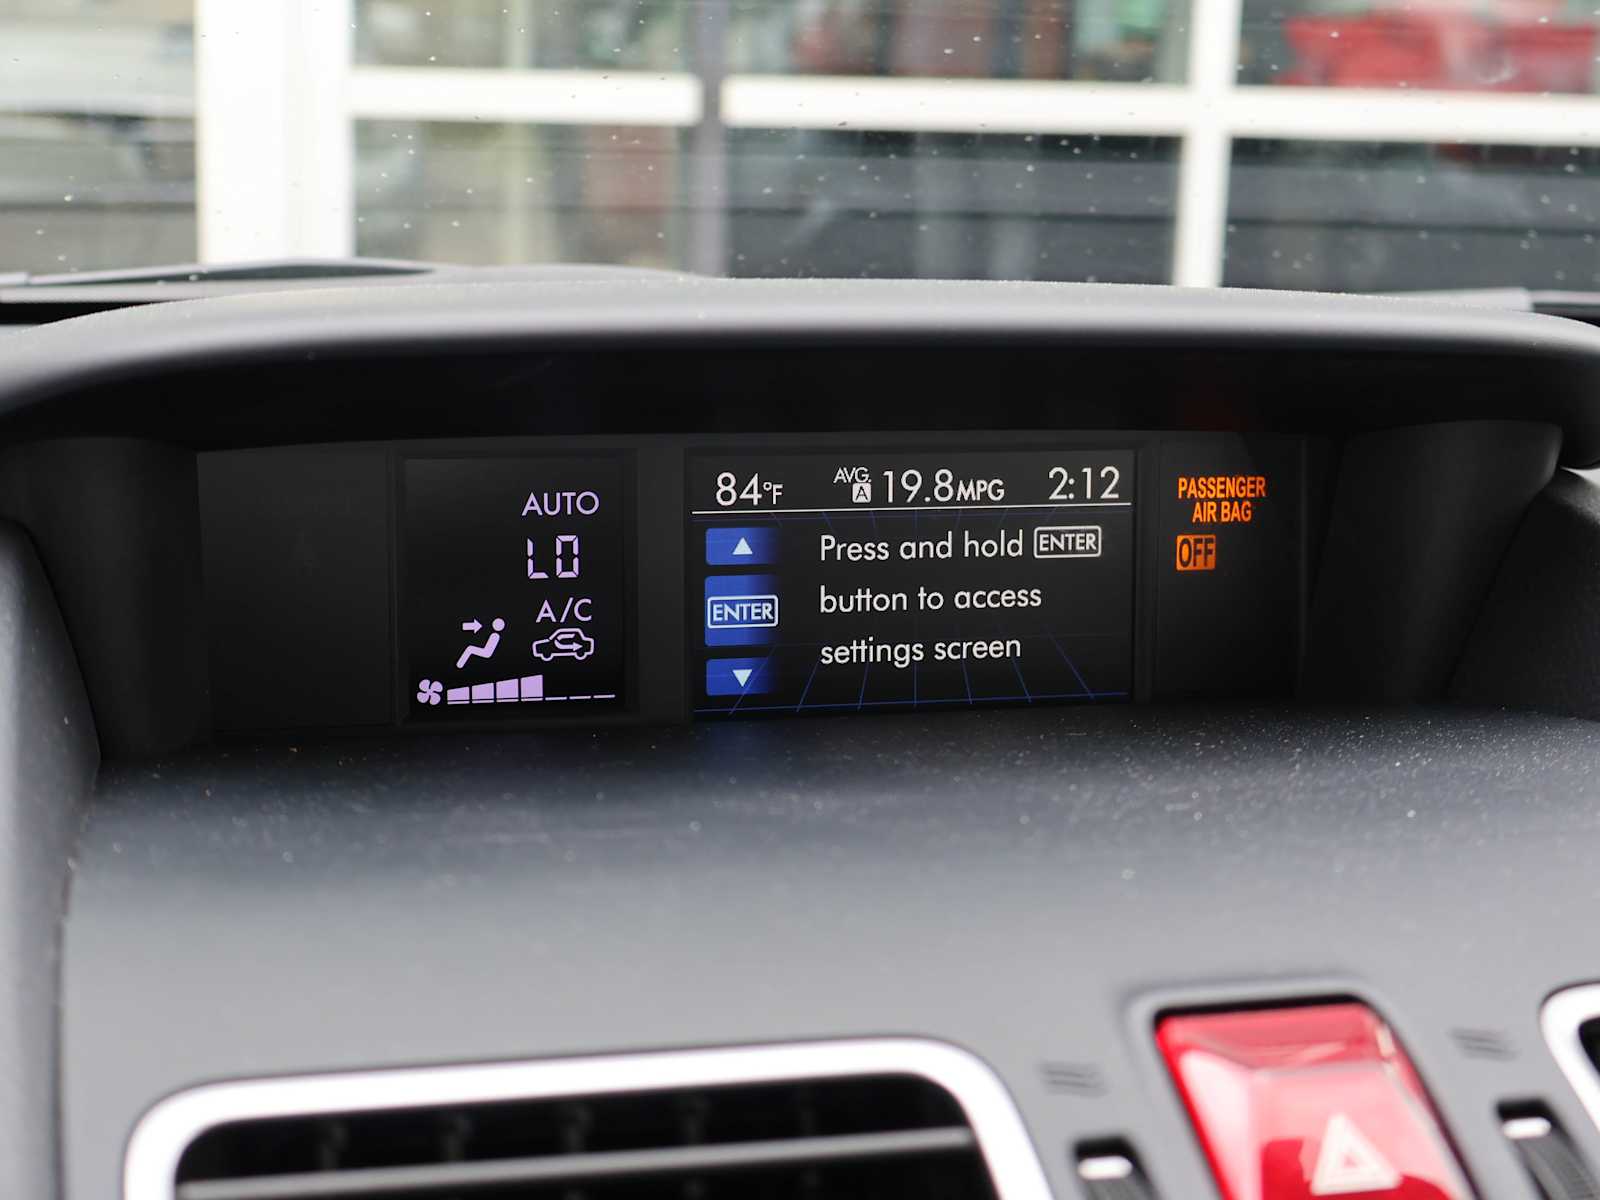 AUTO
LO
A/C
84°F AVG. A 19.8MPG 2:12
Press and hold ENTER
button to access
settings screen
ENTER
PASSENGER
AIR BAG
OFF